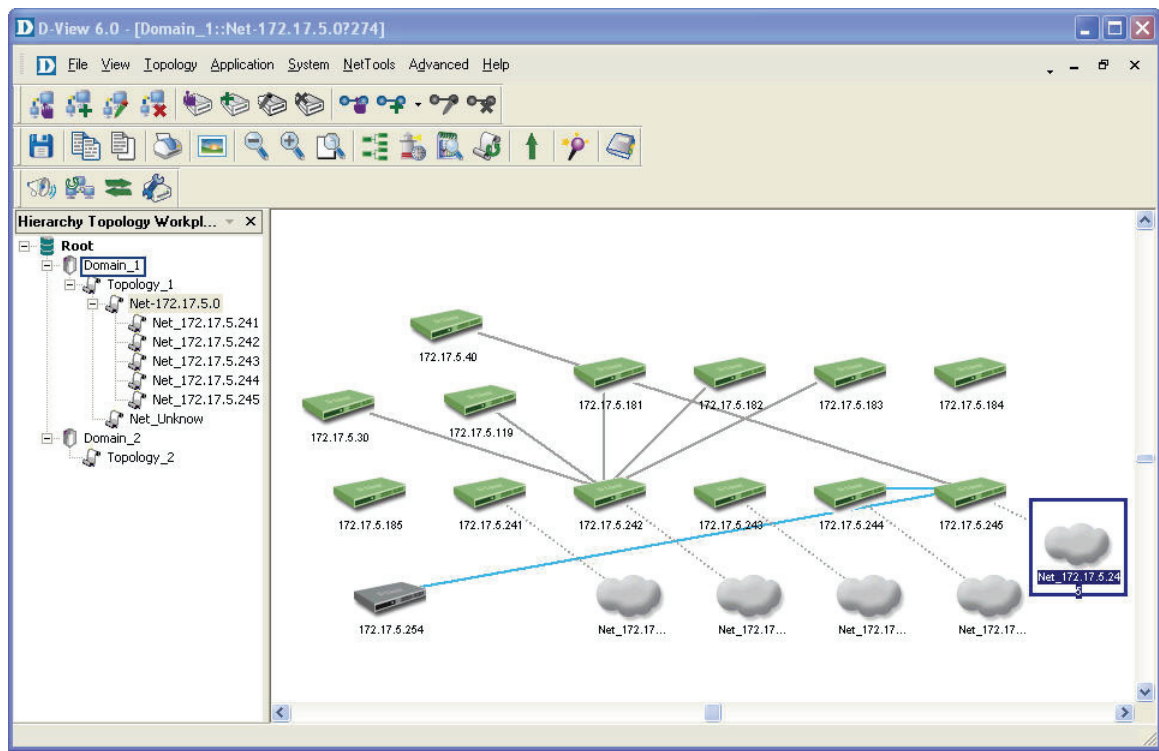 D-View 6.0 - [Domain_1::Net-172.17.5.0?274]
File View Topology Application System NetTools Advanced Help
Hierarchy Topology Workpl...
Root
Domain_1
Topology_1
Net-172.17.5.0
Net_172.17.5.241
Net_172.17.5.242
Net_172.17.5.243
Net_172.17.5.244
Net_172.17.5.245
Net_Unknow
Domain_2
Topology_2
172.17.5.40
172.17.5.181
172.17.5.182
172.17.5.183
172.17.5.184
172.17.5.30
172.17.5.119
172.17.5.185
172.17.5.241
172.17.5.242
172.17.5.243
172.17.5.244
172.17.5.245
Net_172.17.5.24
5
172.17.5.254
Net_172.17...
Net_172.17...
Net_172.17...
Net_172.17...